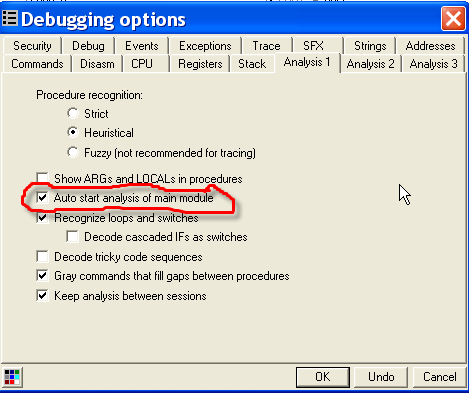 Debugging options
Security Debug Events Exceptions Trace SFX Strings Addresses
Commands Disasm CPU Registers Stack Analysis 1 Analysis 2 Analysis 3
Procedure recognition:
Strict
Heuristical
Fuzzy (not recommended for tracing)
Show ARGs and LOCALs in procedures
Auto start analysis of main module
Recognize loops and switches
Decode cascaded IFs as switches
Decode tricky code sequences
Gray commands that fill gaps between procedures
Keep analysis between sessions
OK Undo Cancel